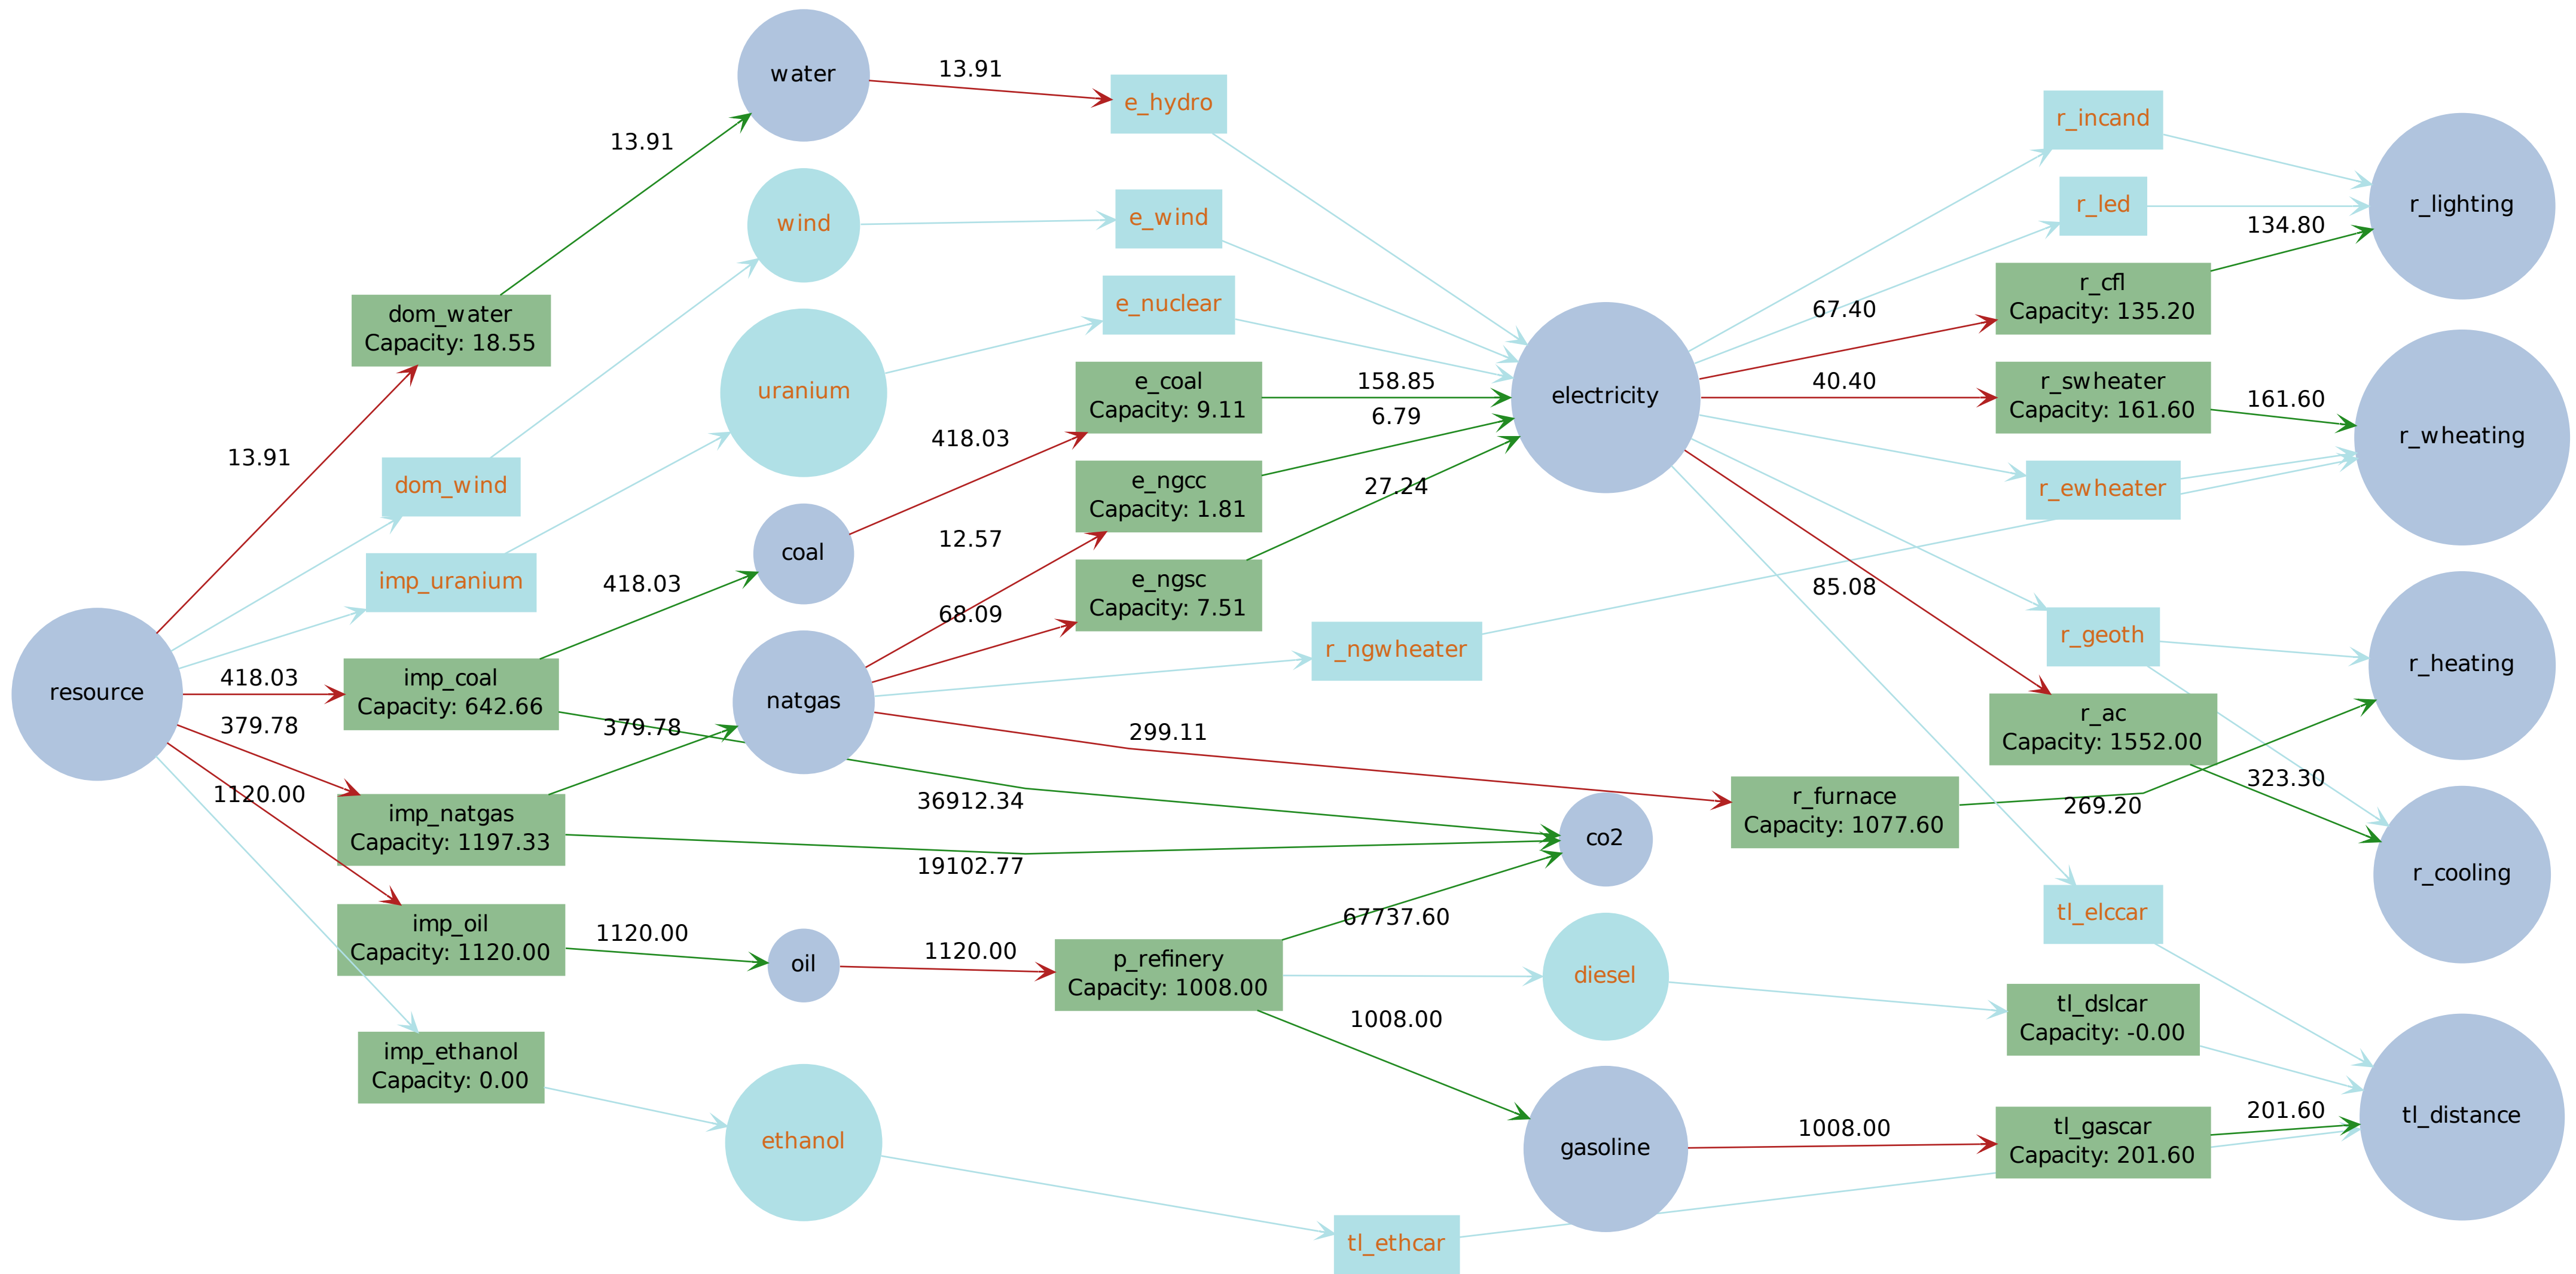 water
13.91
e_hydro
13.91
wind
e_wind
uranium
e_nuclear
dom_water
Capacity: 18.55
13.91
dom_wind
imp_uranium
418.03
coal
418.03
e_coal
Capacity: 9.11
158.85
6.79
e_ngcc
Capacity: 1.81
27.24
12.57
e_ngsc
Capacity: 7.51
68.09
electricity
r_incand
r_led
67.40
r_cfl
Capacity: 135.20
134.80
r_lighting
40.40
r_swheater
Capacity: 161.60
161.60
r_wheating
r_ewheater
85.08
r_ngwheater
r_geoth
r_heating
resource
418.03
imp_coal
Capacity: 642.66
379.78
379.78
natgas
299.11
r_ac
Capacity: 1552.00
323.30
1120.00
imp_natgas
Capacity: 1197.33
36912.34
19102.77
co2
r_furnace
Capacity: 1077.60
269.20
r_cooling
imp_oil
Capacity: 1120.00
1120.00
oil
1120.00
p_refinery
Capacity: 1008.00
67737.60
diesel
1008.00
tl_elccar
tl_dslcar
Capacity: -0.00
imp_ethanol
Capacity: 0.00
ethanol
gasoline
1008.00
tl_gascar
Capacity: 201.60
201.60
tl_distance
tl_ethcar